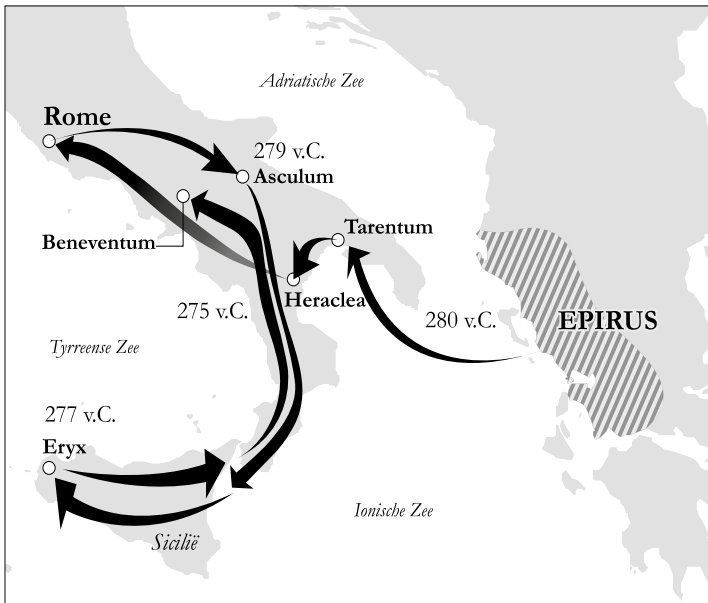 Adriatische Zee
Rome
279 v.C.
Asculum
Tarentum
Beneventum
Heraclea
275 v.C.
280 v.C.
EPIRUS
Tyrreense Zee
277 v.C.
Eryx
Ionische Zee
Sicilië